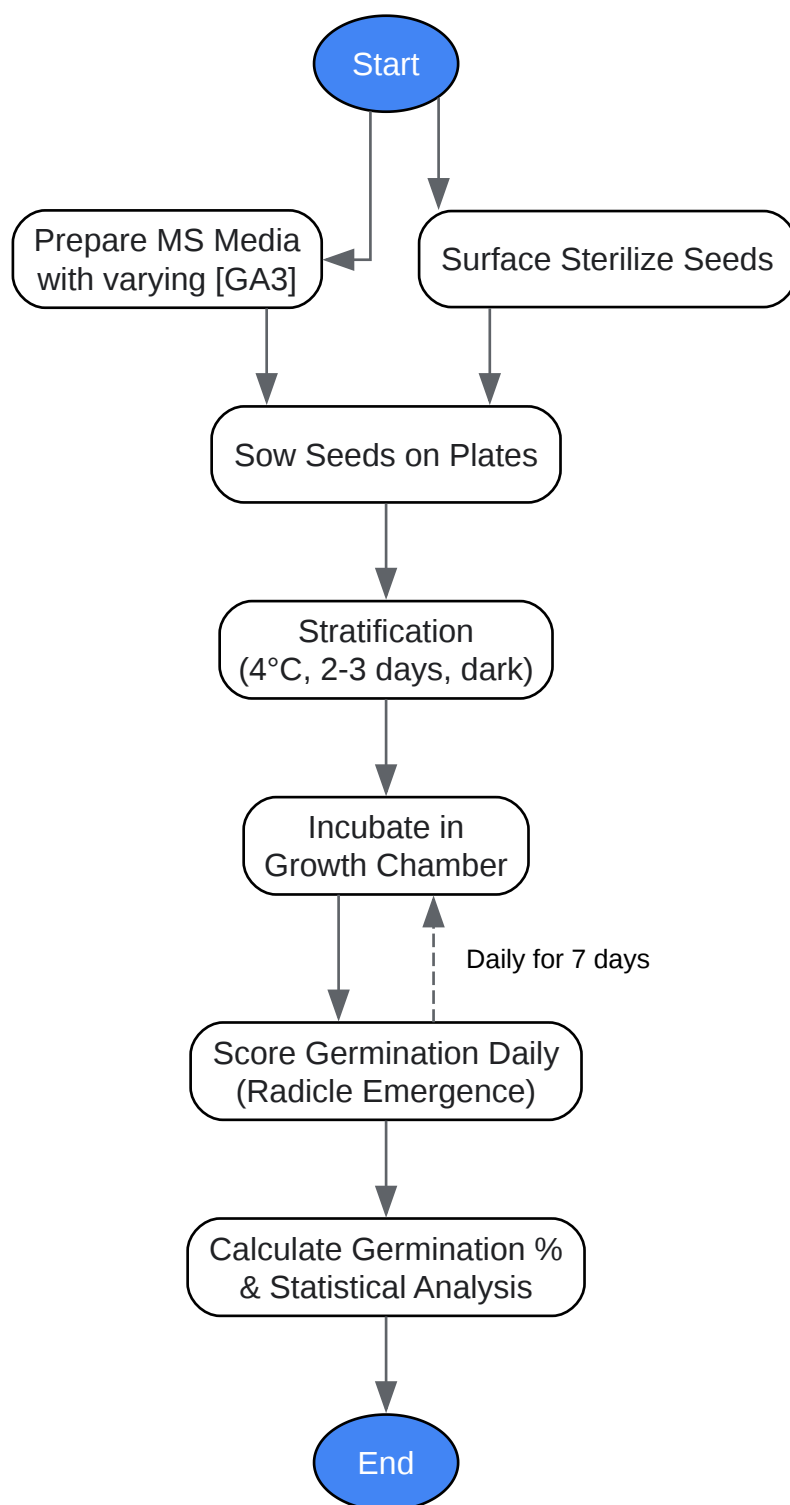 Start
Prepare MS Media
with varying [GA3]
Surface Sterilize Seeds
Sow Seeds on Plates
Stratification
(4°C, 2-3 days, dark)
Incubate in
Growth Chamber
Daily for 7 days
Score Germination Daily
(Radicle Emergence)
Calculate Germination %
& Statistical Analysis
End